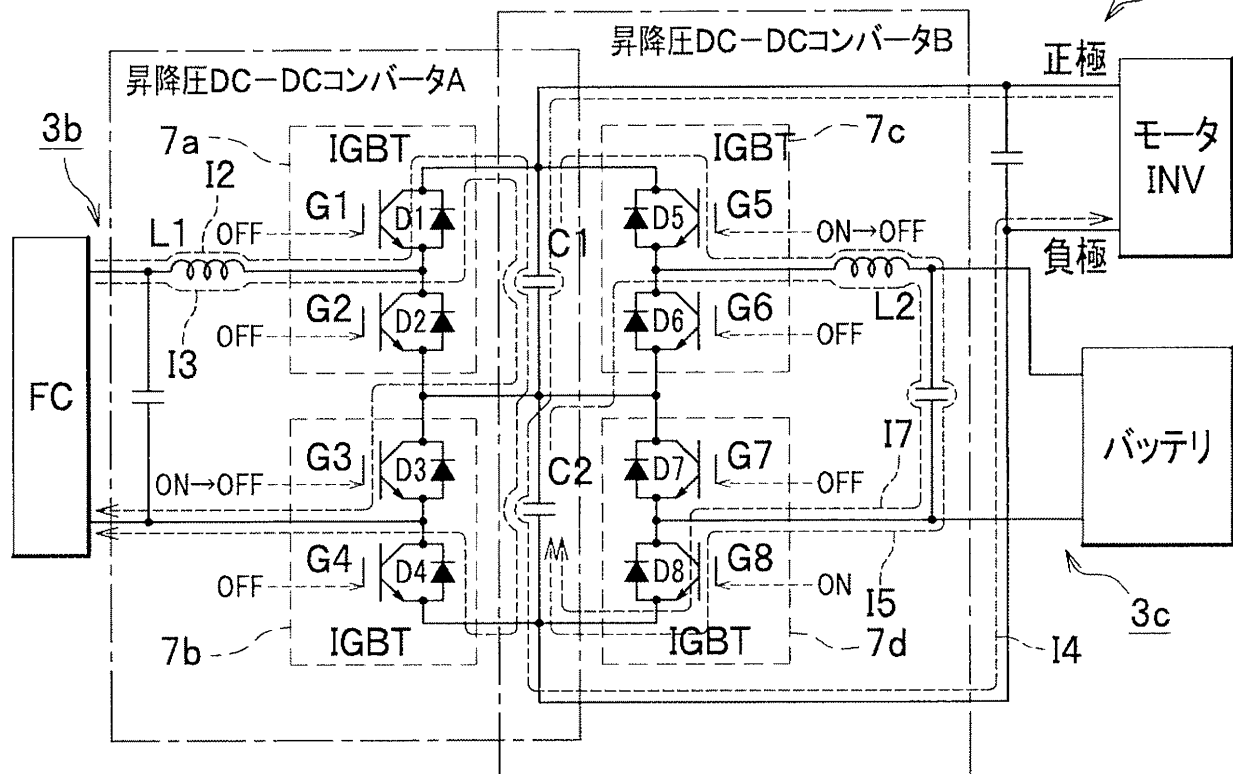 昇降圧DC−DCコンバータB
昇降圧DC−DCコンバータA
正極
負極
モータ
INV
3b
7a
IGBT
I2
G1
D1
OFF
L1
I3
G2
D2
OFF
FC
G3
D3
ON→OFF
G4
D4
OFF
7b
IGBT
C1
C2
IGBT
7c
D5
G5
ON→OFF
D6
G6
OFF
L2
D7
G7
OFF
I7
D8
G8
ON
I5
IGBT
7d
I4
バッテリ
3c